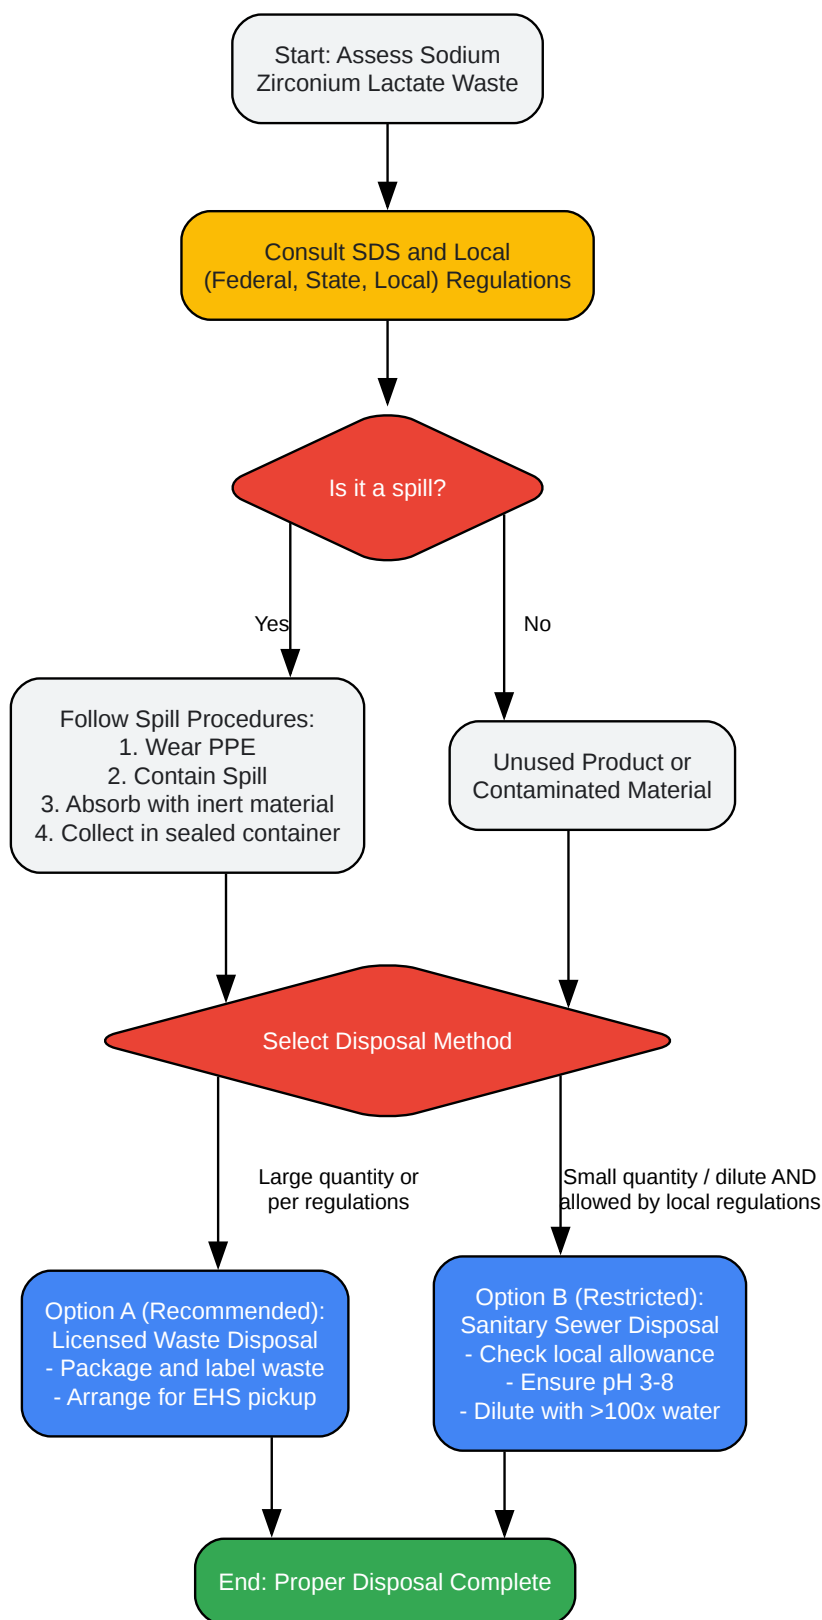 Start: Assess Sodium
Zirconium Lactate Waste
Consult SDS and Local
(Federal, State, Local) Regulations
Is it a spill?
Yes
No
Follow Spill Procedures:
1. Wear PPE
2. Contain Spill
3. Absorb with inert material
4. Collect in sealed container
Unused Product or
Contaminated Material
Select Disposal Method
Large quantity or
per regulations
Small quantity / dilute AND
allowed by local regulations
Option A (Recommended):
Licensed Waste Disposal
- Package and label waste
- Arrange for EHS pickup
Option B (Restricted):
Sanitary Sewer Disposal
- Check local allowance
- Ensure pH 3-8
- Dilute with >100x water
End: Proper Disposal Complete